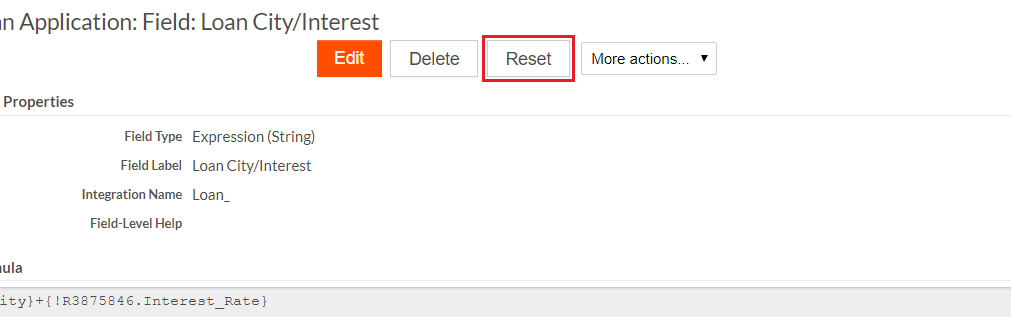 n Application: Field: Loan City/Interest
Edit Delete Reset More actions...
Properties
Field Type Expression (String)
Field Label Loan City/Interest
Integration Name Loan_
Field-Level Help
ula
ity}+{!R3875846.Interest_Rate}